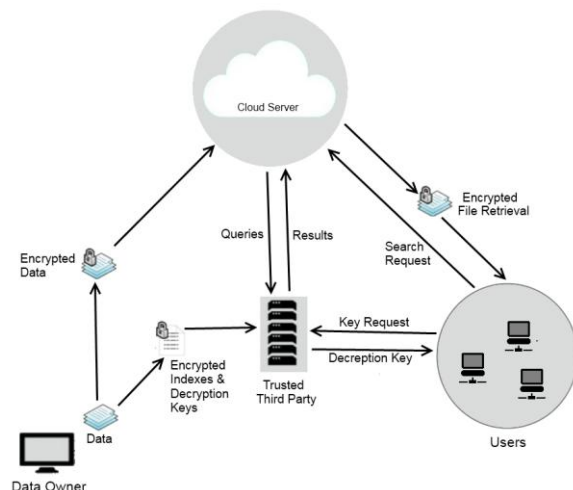 Cloud Server
Encrypted
File Retrieval
Queries
Results
Search
Request
Encrypted
Data
Key Request
Encrypted
Indexes &
Decryption
Keys
Decreption Key
Trusted
Third Party
Data
Users
Data Owner